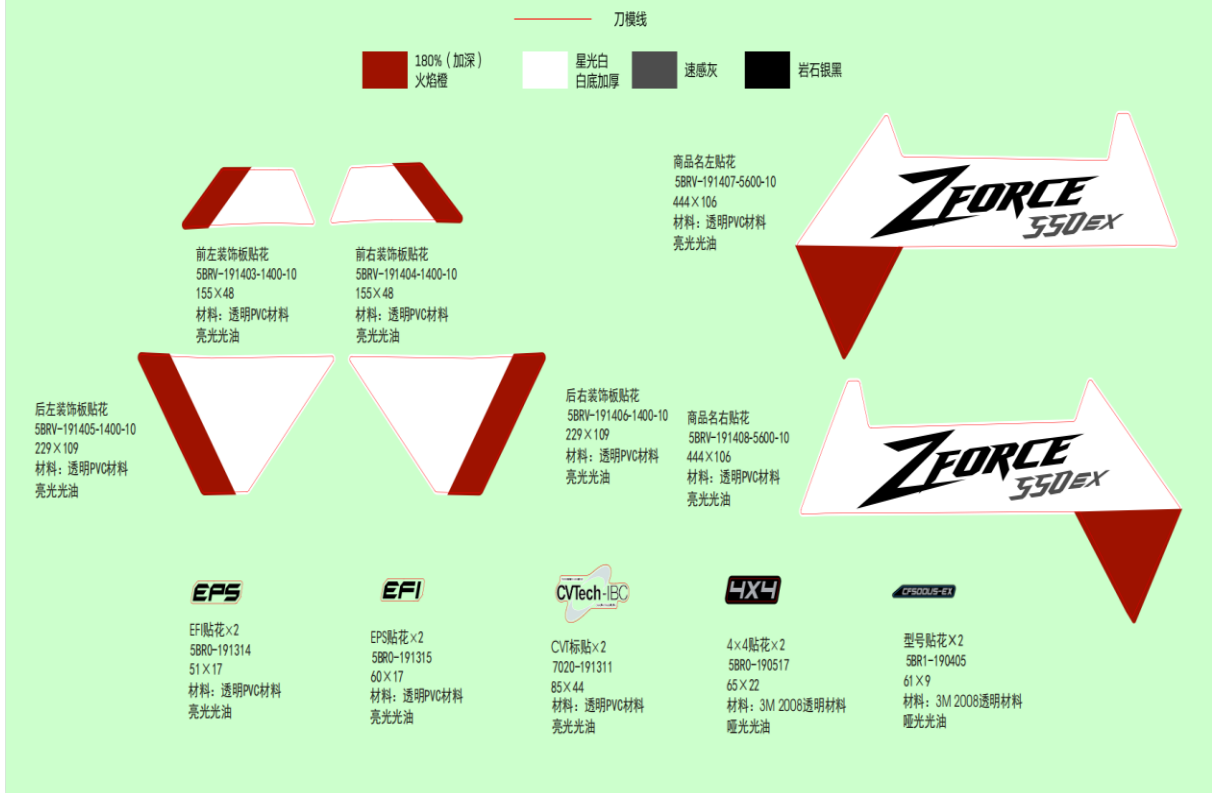 刀模线
180%（加深）
火焰橙
星光白
白底加厚
速感灰
岩石银黑
商品名左贴花
5BRV-191407-5600-10
444×106
材料：透明PVC材料
亮光光油
ZFORCE
550EX
前左装饰板贴花
5BRV-191403-1400-10
155×48
材料：透明PVC材料
亮光光油
前右装饰板贴花
5BRV-191404-1400-10
155×48
材料：透明PVC材料
亮光光油
后左装饰板贴花
5BRV-191405-1400-10
229×109
材料：透明PVC材料
亮光光油
后右装饰板贴花
5BRV-191406-1400-10
229×109
材料：透明PVC材料
亮光光油
商品名右贴花
5BRV-191408-5600-10
444×106
材料：透明PVC材料
亮光光油
ZFORCE
550EX
EPS
EFI贴花×2
5BR0-191314
51×17
材料：透明PVC材料
亮光光油
EFI
EPS贴花×2
5BR0-191315
60×17
材料：透明PVC材料
亮光光油
CVTech-IBC
CVT标贴×2
7020-191311
85×44
材料：透明PVC材料
亮光光油
4X4
4×4贴花×2
5BR0-190517
65×22
材料：3M 2008透明材料
哑光光油
CF500US-EX
型号贴花×2
5BR1-190405
61×9
材料：3M 2008透明材料
哑光光油